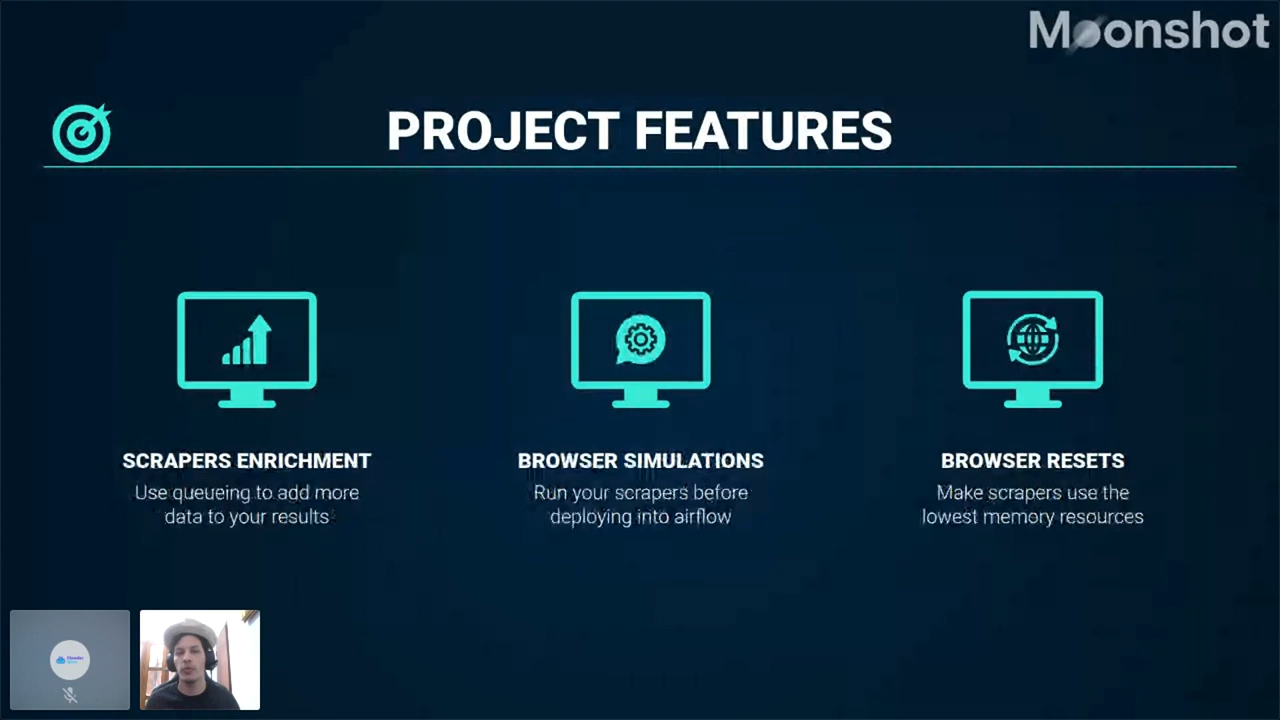 Moonshot
PROJECT FEATURES
SCRAPERS ENRICHMENT
Use queueing to add more
data to your results
BROWSER SIMULATIONS
Run your scrapers before
deploying into airflow
BROWSER RESETS
Make scrapers use the
lowest memory resources